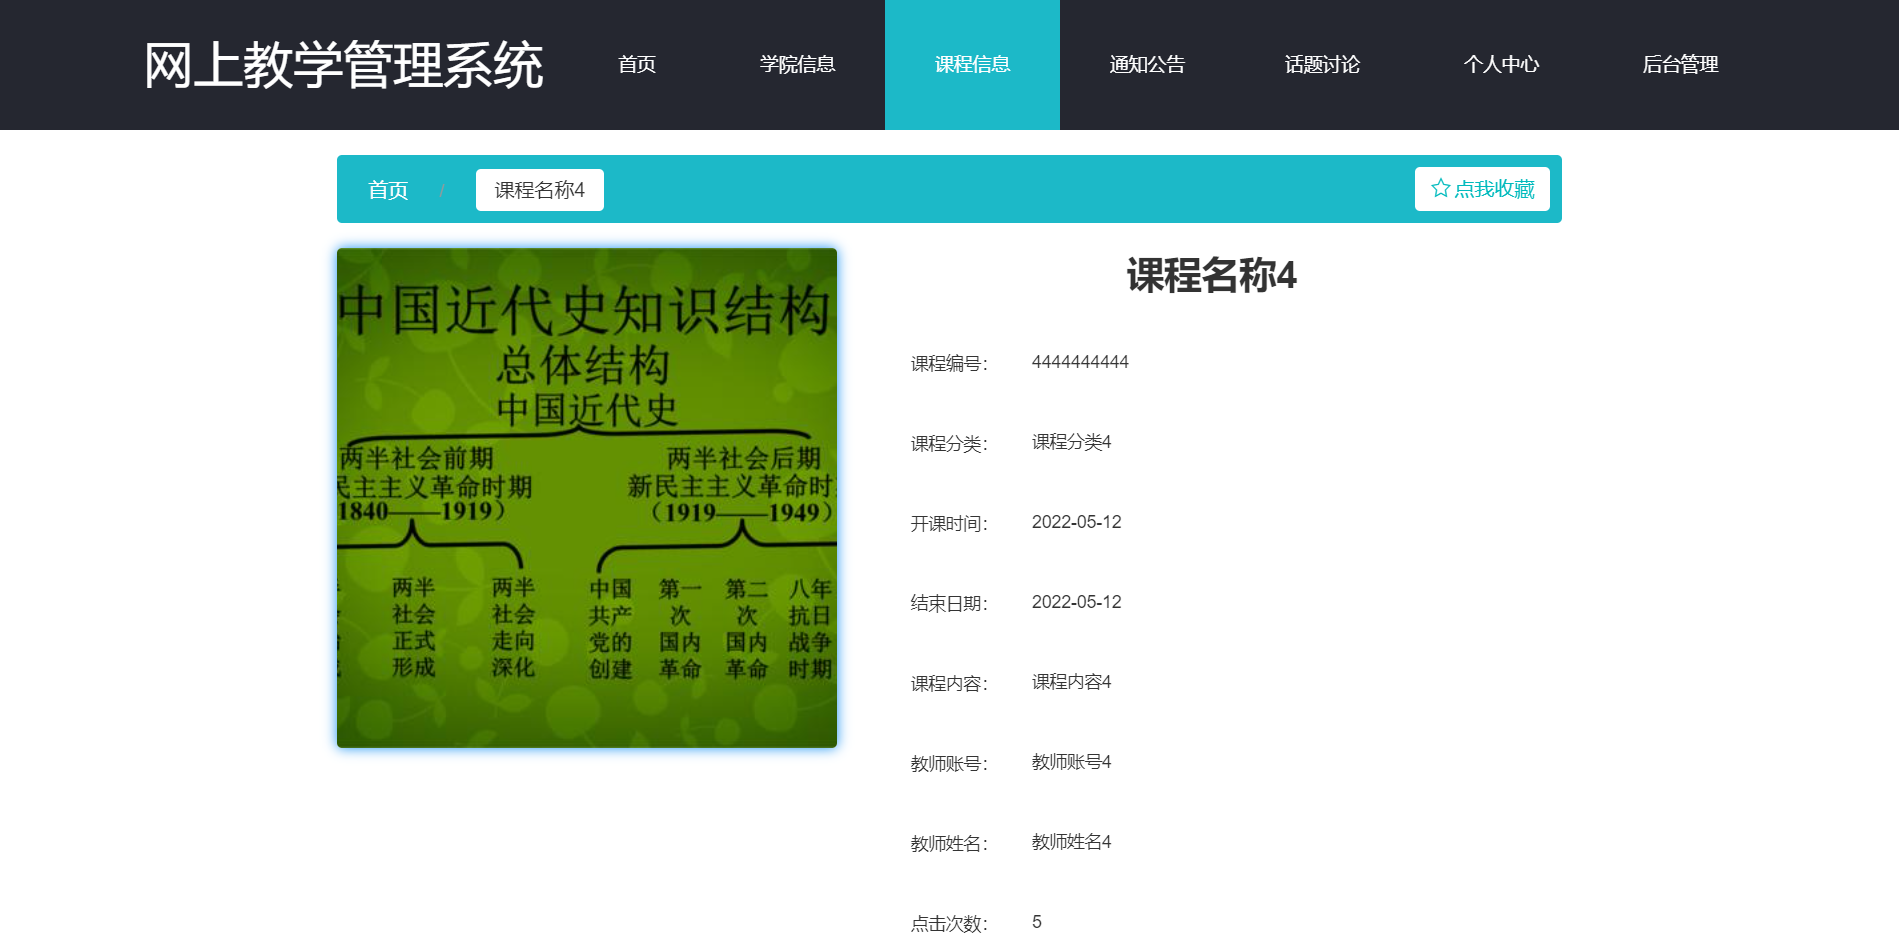 网上教学管理系统
首页 学院信息 课程信息 通知公告 话题讨论 个人中心 后台管理
首页 / 课程名称4
☆点我收藏
中国近代史知识结构
总体结构
中国近代史
两半社会前期
民主主义革命时期
1840——1919）
两半社会后期
新民主主义革命时
（1919——1949）
两半
社会
正式
形成
两半
社会
走向
深化
中国
共产
党的
创建
第一
次
国内
革命
第二
次
国内
革命
八年
抗日
战争
时期
课程名称4
课程编号： 4444444444
课程分类： 课程分类4
开课时间： 2022-05-12
结束日期： 2022-05-12
课程内容： 课程内容4
教师账号： 教师账号4
教师姓名： 教师姓名4
点击次数： 5